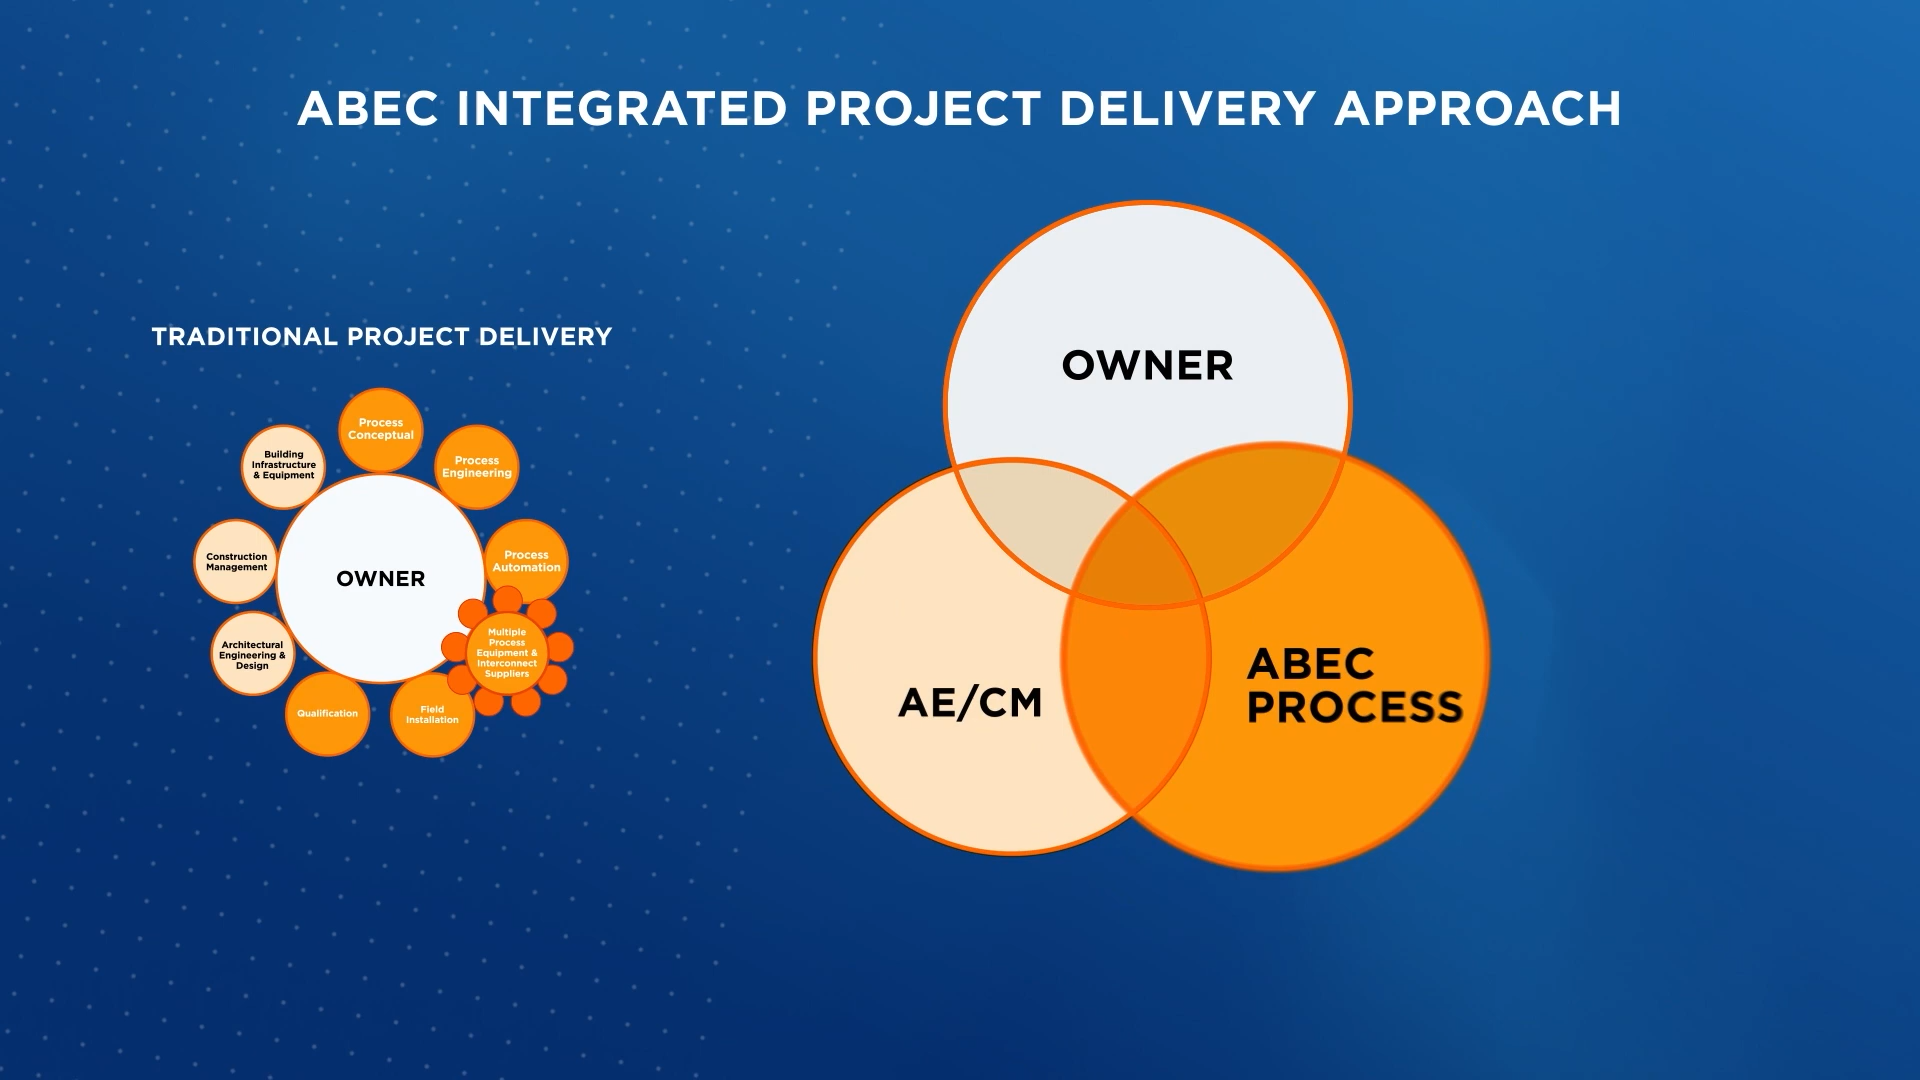 ABEC INTEGRATED PROJECT DELIVERY APPROACH
TRADITIONAL PROJECT DELIVERY
Process
Conceptual
Process
Engineering
Process
Automation
Multiple
Process
Equipment &
Interconnect
Suppliers
Field
Installation
Qualification
Architectural
Engineering &
Design
Construction
Management
Building
Infrastructure
& Equipment
OWNER
OWNER
AE/CM
ABEC
PROCESS